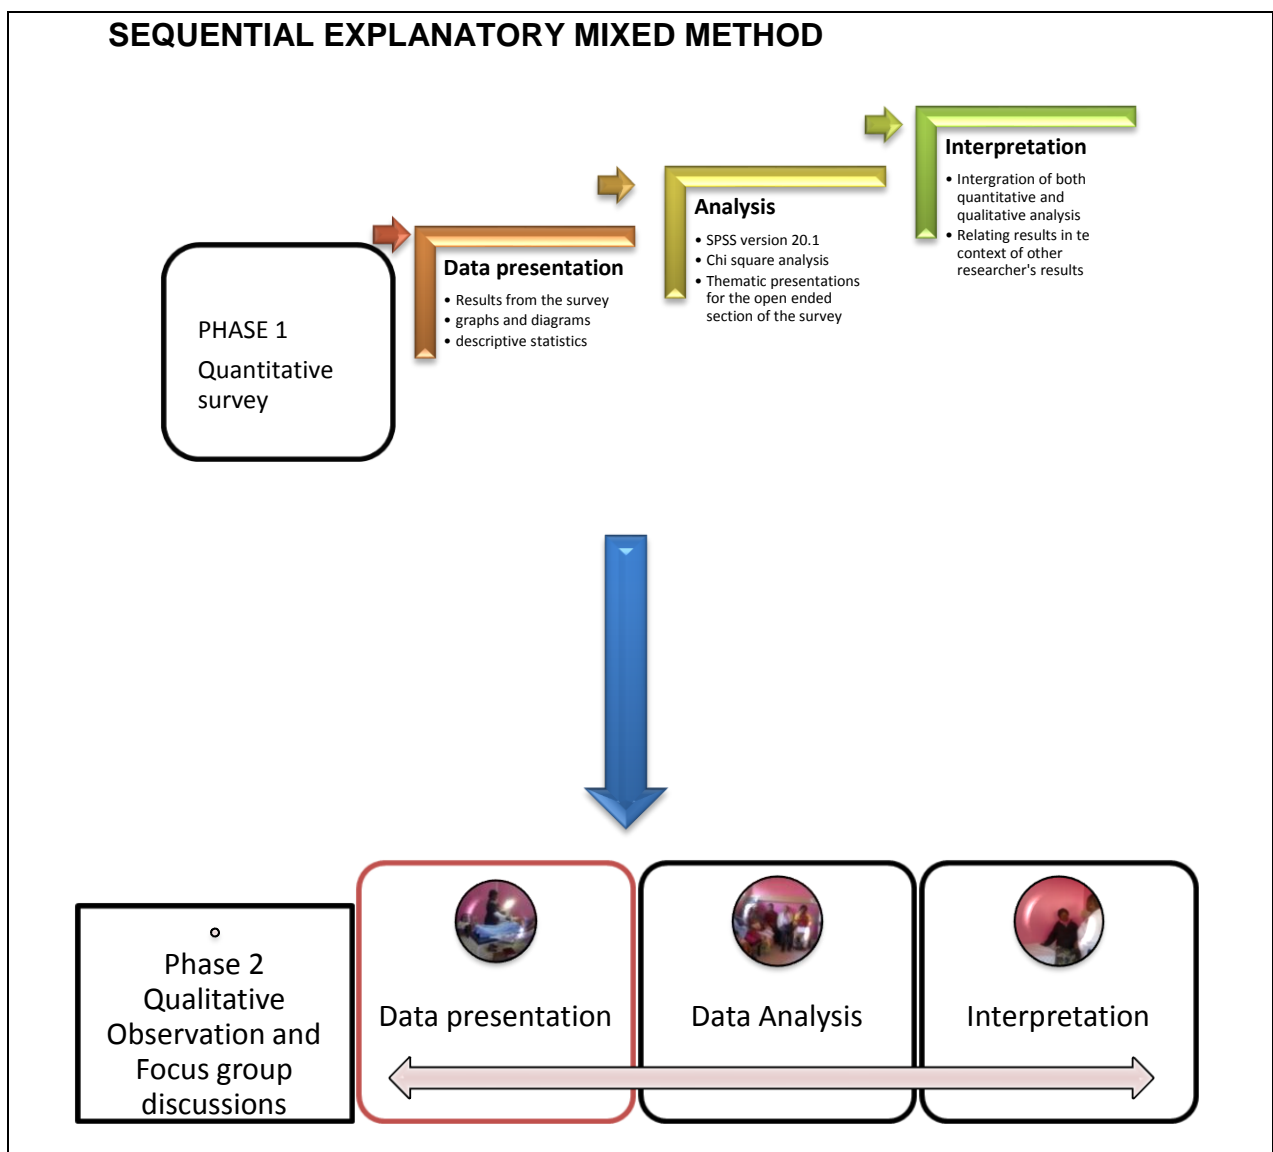 SEQUENTIAL EXPLANATORY MIXED METHOD
PHASE 1
Quantitative
survey
Data presentation
• Results from the survey
• graphs and diagrams
• descriptive statistics
Analysis
• SPSS version 20.1
• Chi square analysis
• Thematic presentations
for the open ended
section of the survey
Interpretation
• Intergration of both
quantitative and
qualitative analysis
• Relating results in te
context of other
researcher's results
Phase 2
Qualitative
Observation and
Focus group
discussions
Data presentation
Data Analysis
Interpretation